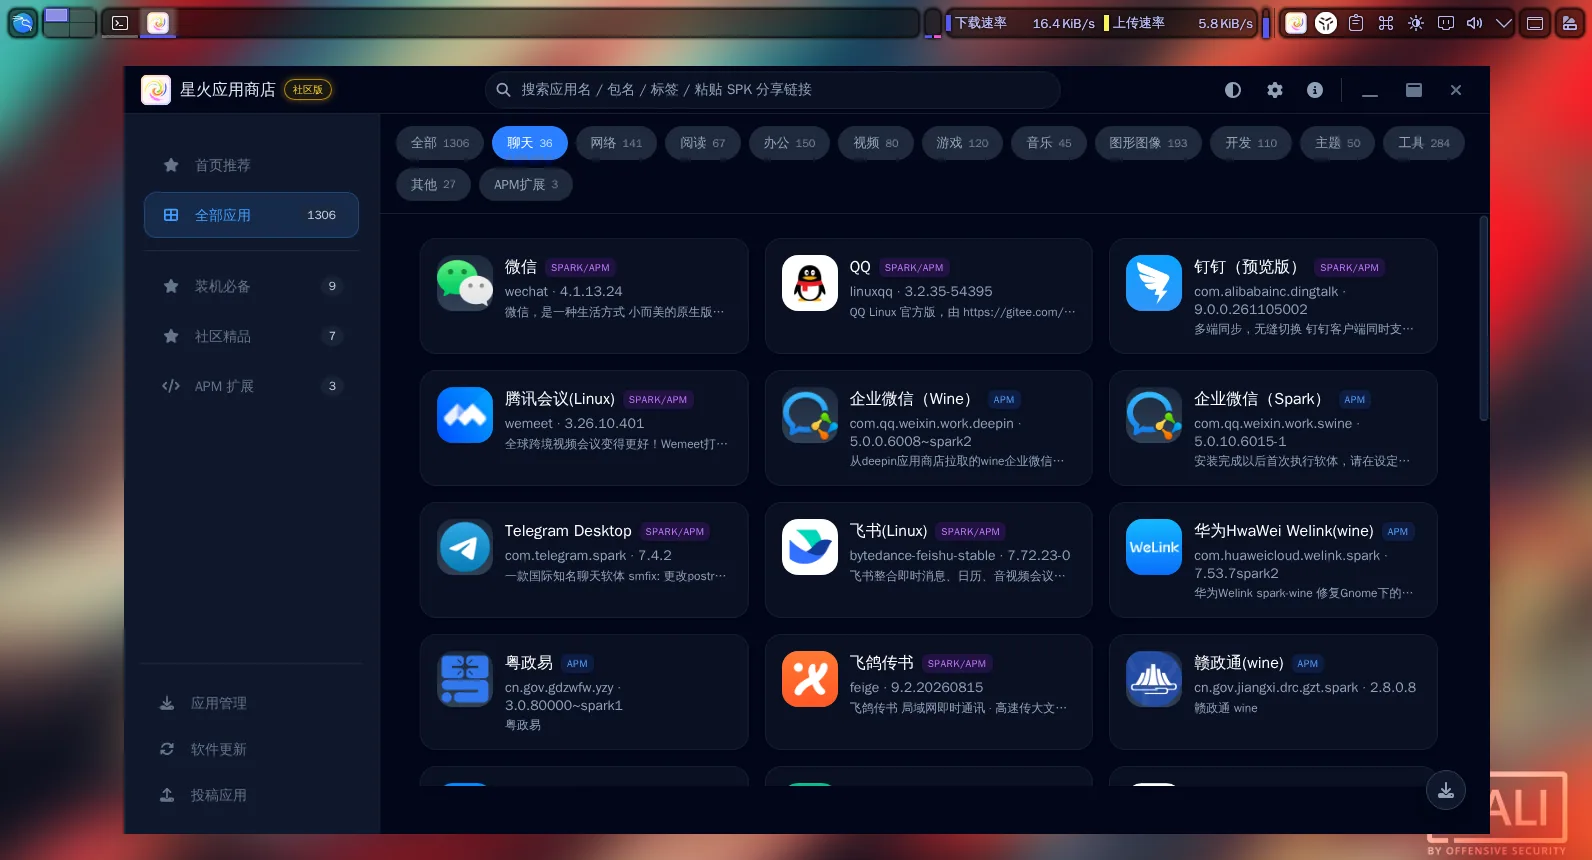 下载速率 16.4 KiB/s 上传速率 5.8 KiB/s
星火应用商店 社区版
搜索应用名 / 包名 / 标签 / 粘贴 SPK 分享链接
首页推荐
全部应用 1306
装机必备 9
社区精品 7
APM 扩展 3
应用管理
软件更新
投稿应用
全部 1306 聊天 36 网络 141 阅读 67 办公 150 视频 80 游戏 120 音乐 45 图形图像 193 开发 110 主题 50 工具 284
其他 27 APM扩展 3
微信 SPARK/APM
wechat · 4.1.13.24
微信，是一种生活方式 小而美的原生版…
QQ SPARK/APM
linuxqq · 3.2.35-54395
QQ Linux 官方版，由 https://gitee.com/…
钉钉（预览版） SPARK/APM
com.alibabainc.dingtalk ·
9.0.0.261105002
多端同步，无缝切换 钉钉客户端同时支…
腾讯会议(Linux) SPARK/APM
wemeet · 3.26.10.401
全球跨境视频会议变得更好！Wemeet打…
企业微信（Wine） APM
com.qq.weixin.work.deepin ·
5.0.0.6008~spark2
从deepin应用商店拉取的wine企业微信…
企业微信（Spark） APM
com.qq.weixin.work.swine ·
5.0.10.6015-1
安装完成以后首次执行软体，请在设定…
Telegram Desktop SPARK/APM
com.telegram.spark · 7.4.2
一款国际知名聊天软体 smfix: 更改postr…
飞书(Linux) SPARK/APM
bytedance-feishu-stable · 7.72.23-0
飞书整合即时消息、日历、音视频会议…
WeLink
华为HwaWei Welink(wine) APM
com.huaweicloud.welink.spark ·
7.53.7spark2
华为Welink spark-wine 修复Gnome下的…
粤政易 APM
cn.gov.gdzwfw.yzy ·
3.0.80000~spark1
粤政易
飞鸽传书 SPARK/APM
feige · 9.2.20260815
飞鸽传书 局域网即时通讯 · 高速传大文…
赣政通(wine) APM
cn.gov.jiangxi.drc.gzt.spark · 2.8.0.8
赣政通 wine
ALI
BY OFFENSIVE SECURITY